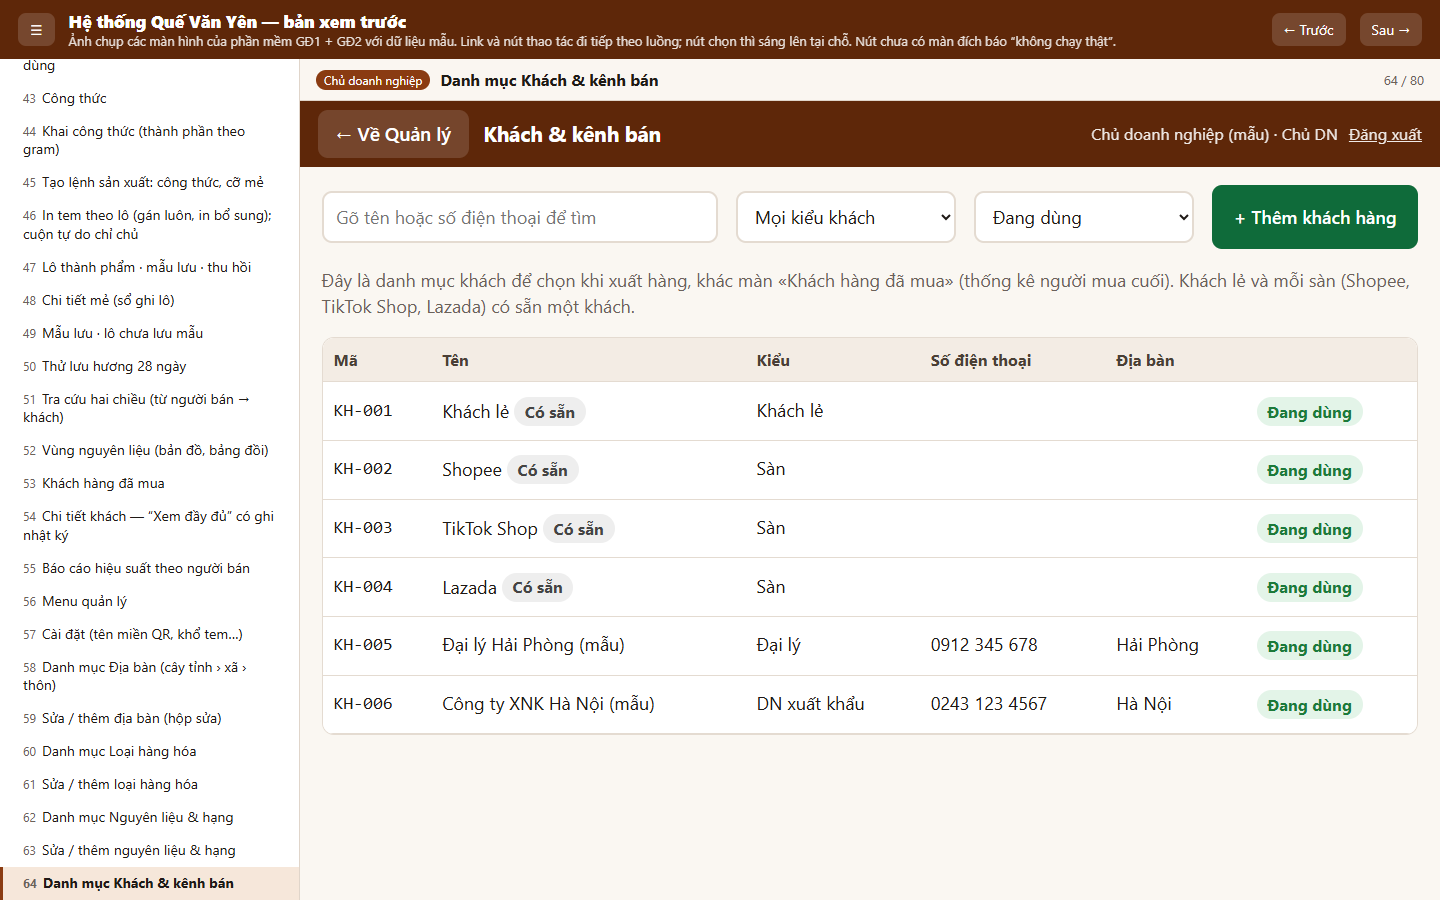 ☰
Hệ thống Quế Văn Yên — bản xem trước
Ảnh chụp các màn hình của phần mềm GĐ1 + GĐ2 với dữ liệu mẫu. Link và nút thao tác đi tiếp theo luồng; nút chọn thì sáng lên tại chỗ. Nút chưa có màn đích báo “không chạy thật”.
← Trước
Sau →
dùng
43 Công thức
44 Khai công thức (thành phần theo
gram)
45 Tạo lệnh sản xuất: công thức, cỡ mẻ
46 In tem theo lô (gán luôn, in bổ sung);
cuộn tự do chỉ chủ
47 Lô thành phẩm · mẫu lưu · thu hồi
48 Chi tiết mẻ (sổ ghi lô)
49 Mẫu lưu · lô chưa lưu mẫu
50 Thử lưu hương 28 ngày
51 Tra cứu hai chiều (từ người bán →
khách)
52 Vùng nguyên liệu (bản đồ, bảng đồi)
53 Khách hàng đã mua
54 Chi tiết khách — “Xem đầy đủ” có ghi
nhật ký
55 Báo cáo hiệu suất theo người bán
56 Menu quản lý
57 Cài đặt (tên miền QR, khổ tem…)
58 Danh mục Địa bàn (cây tỉnh › xã ›
thôn)
59 Sửa / thêm địa bàn (hộp sửa)
60 Danh mục Loại hàng hóa
61 Sửa / thêm loại hàng hóa
62 Danh mục Nguyên liệu & hạng
63 Sửa / thêm nguyên liệu & hạng
64 Danh mục Khách & kênh bán
Chủ doanh nghiệp Danh mục Khách & kênh bán
64 / 80
← Về Quản lý
Khách & kênh bán
Chủ doanh nghiệp (mẫu) · Chủ DN Đăng xuất
Gõ tên hoặc số điện thoại để tìm
Mọi kiểu khách
Đang dùng
+ Thêm khách hàng
Đây là danh mục khách để chọn khi xuất hàng, khác màn «Khách hàng đã mua» (thống kê người mua cuối). Khách lẻ và mỗi sàn (Shopee,
TikTok Shop, Lazada) có sẵn một khách.
Mã Tên Kiểu Số điện thoại Địa bàn
KH-001 Khách lẻ Có sẵn Khách lẻ Đang dùng
KH-002 Shopee Có sẵn Sàn Đang dùng
KH-003 TikTok Shop Có sẵn Sàn Đang dùng
KH-004 Lazada Có sẵn Sàn Đang dùng
KH-005 Đại lý Hải Phòng (mẫu) Đại lý 0912 345 678 Hải Phòng Đang dùng
KH-006 Công ty XNK Hà Nội (mẫu) DN xuất khẩu 0243 123 4567 Hà Nội Đang dùng